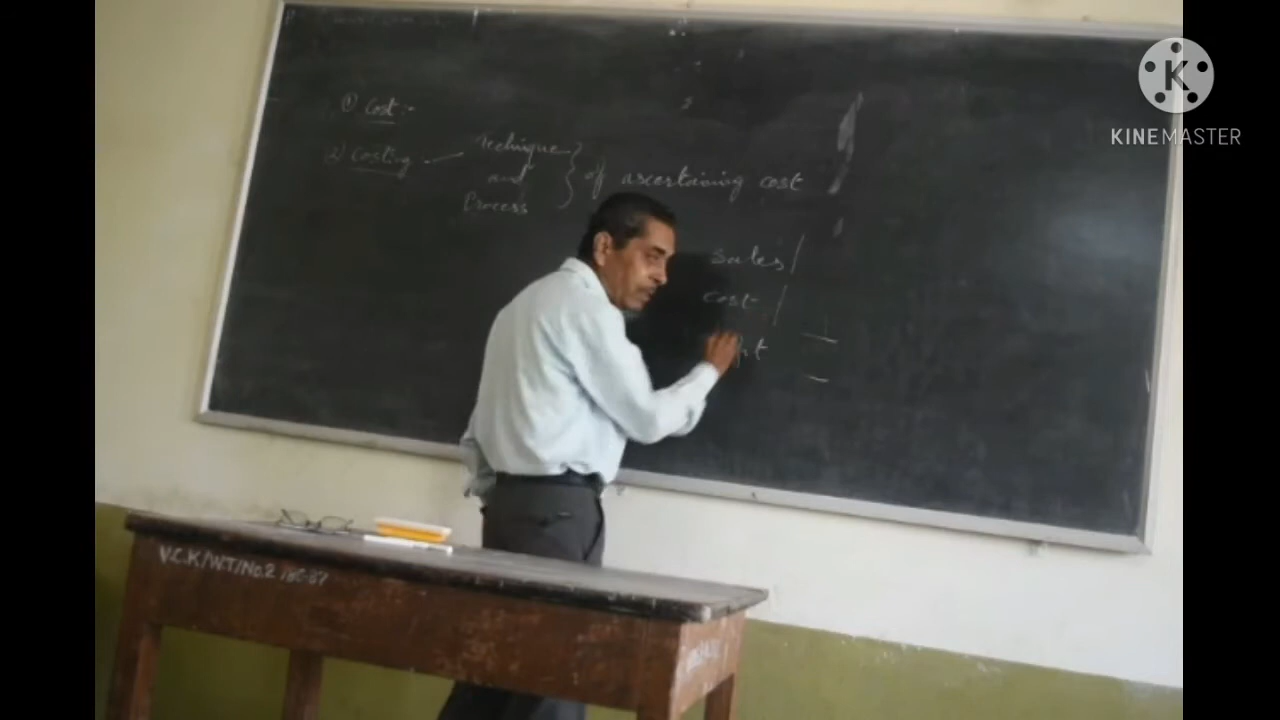 ① Cost :-
2) Costing — Technique and Process } of ascertaining cost
Sales /
cost /
KINEMASTER
V.C.K/W.T/No.2